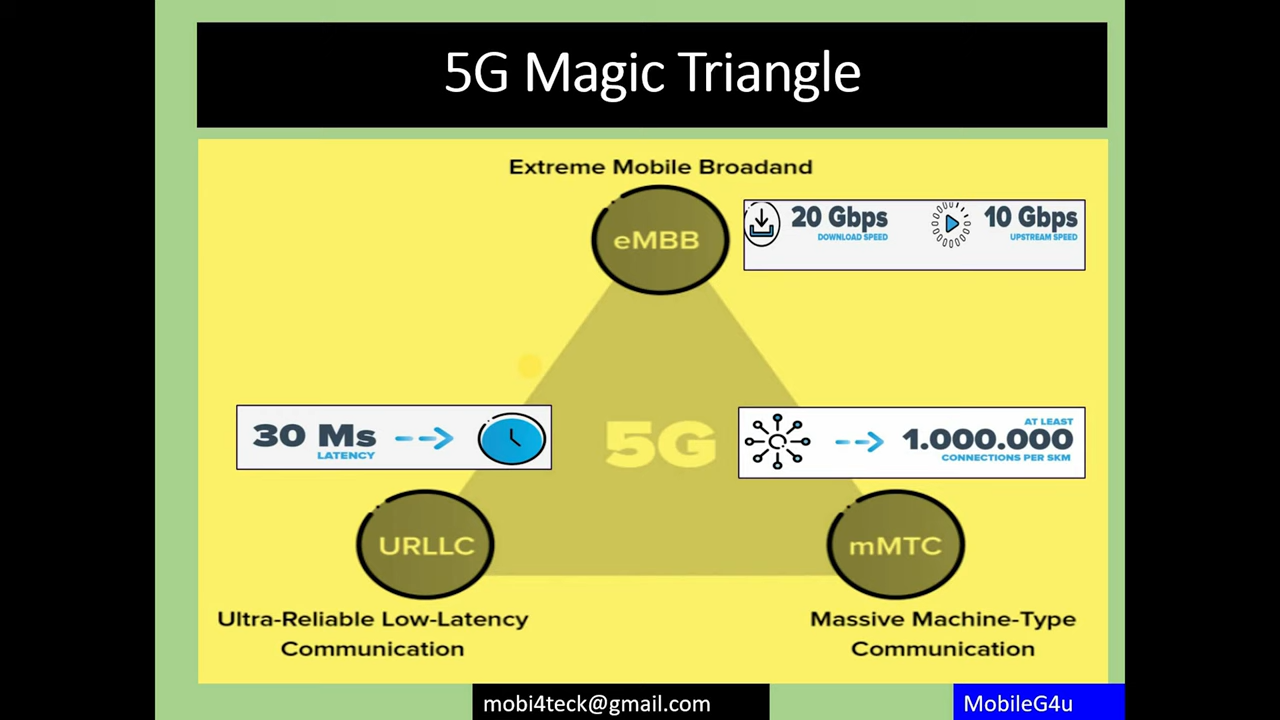 5G Magic Triangle
Extreme Mobile Broadand
eMBB
20 Gbps
DOWNLOAD SPEED
10 Gbps
UPSTREAM SPEED
30 Ms
LATENCY
5G
AT LEAST
1.000.000
CONNECTIONS PER SKM
URLLC
mMTC
Ultra-Reliable Low-Latency
Communication
Massive Machine-Type
Communication
mobi4teck@gmail.com
MobileG4u